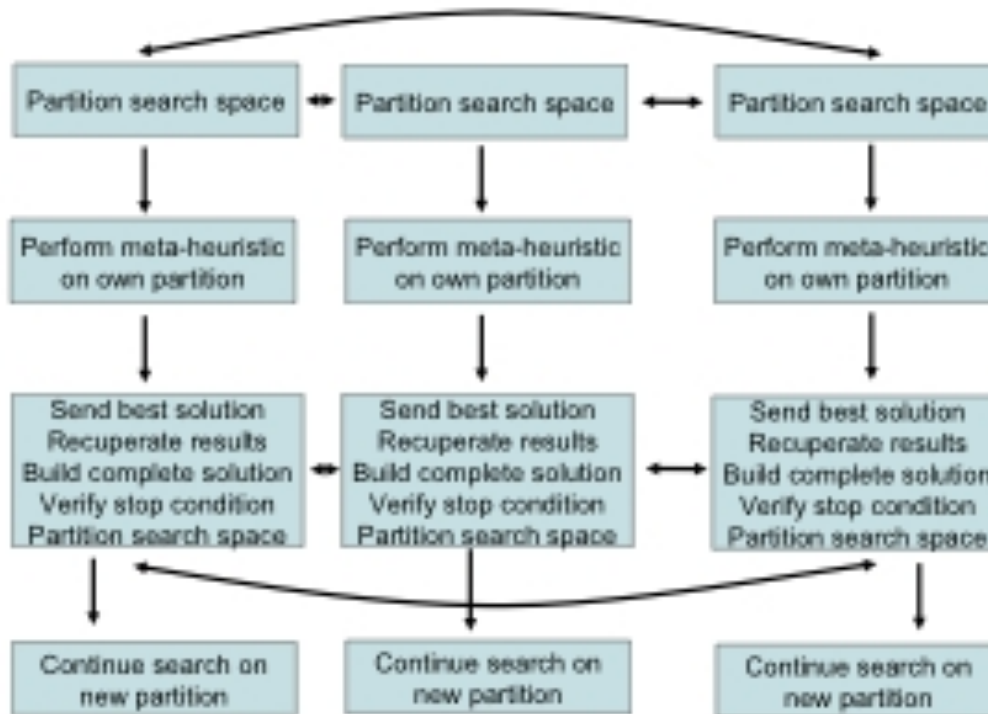 Partition search space
Partition search space
Partition search space
Perform meta-heuristic
on own partition
Perform meta-heuristic
on own partition
Perform meta-heuristic
on own partition
Send best solution
Recuperate results
Build complete solution
Verify stop condition
Partition search space
Send best solution
Recuperate results
Build complete solution
Verify stop condition
Partition search space
Send best solution
Recuperate results
Build complete solution
Verify stop condition
Partition search space
Continue search on
new partition
Continue search on
new partition
Continue search on
new partition